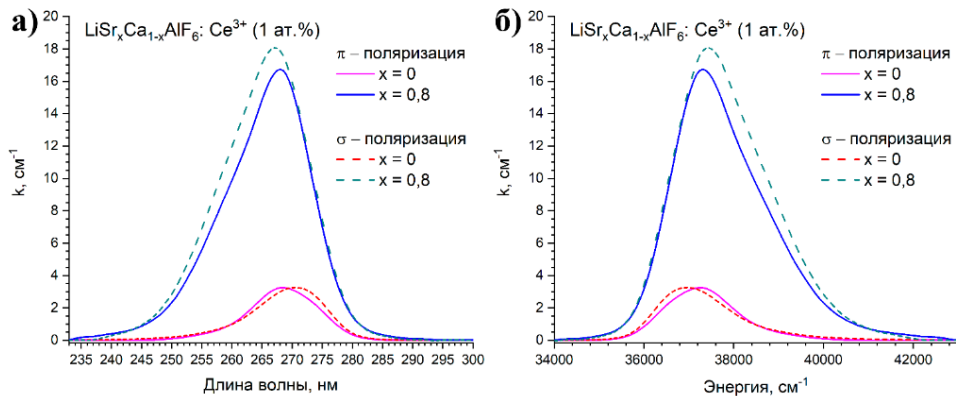 а)
LiSrₓCa₁₋ₓAlF₆: Ce³⁺ (1 ат.%)
π – поляризация
x = 0
x = 0,8
σ – поляризация
x = 0
x = 0,8
k, см⁻¹
20
18
16
14
12
10
8
6
4
2
0
235 240 245 250 255 260 265 270 275 280 285 290 295 300
Длина волны, нм
б)
LiSrₓCa₁₋ₓAlF₆: Ce³⁺ (1 ат.%)
π – поляризация
x = 0
x = 0,8
σ – поляризация
x = 0
x = 0,8
k, см⁻¹
20
18
16
14
12
10
8
6
4
2
0
34000 36000 38000 40000 42000
Энергия, см⁻¹